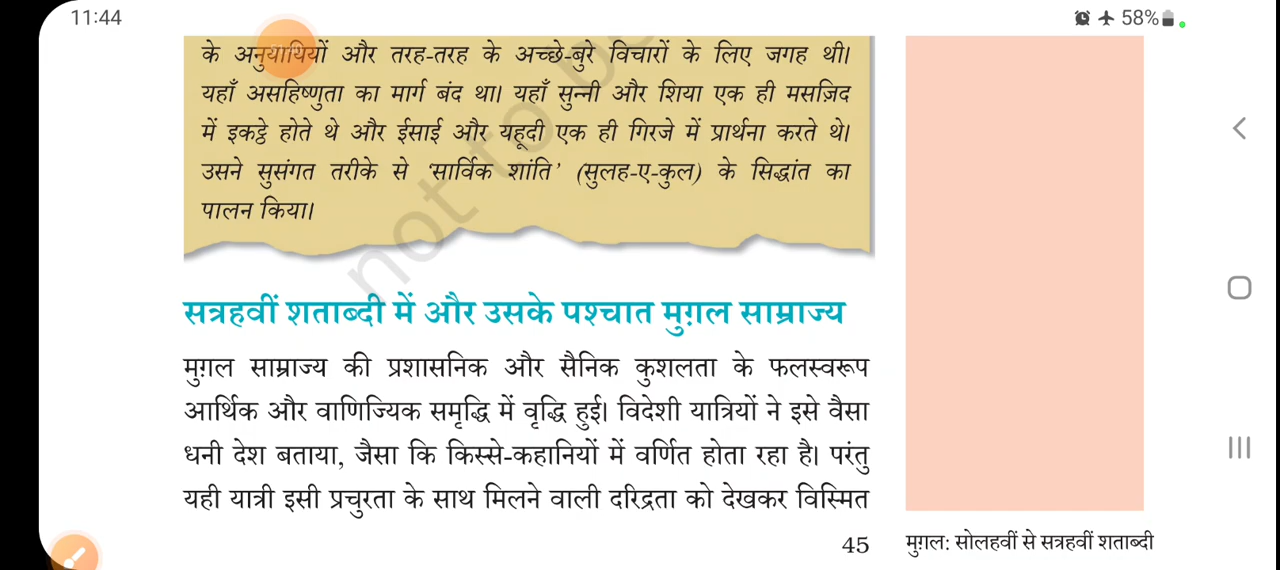 11:44
58%
के अनुयायियों और तरह-तरह के अच्छे-बुरे विचारों के लिए जगह थी।
यहाँ असहिष्णुता का मार्ग बंद था। यहाँ सुन्नी और शिया एक ही मसज़िद
में इकट्ठे होते थे और ईसाई और यहूदी एक ही गिरजे में प्रार्थना करते थे।
उसने सुसंगत तरीके से ‘सार्विक शांति’ (सुलह-ए-कुल) के सिद्धांत का
पालन किया।
not to be
सत्रहवीं शताब्दी में और उसके पश्चात मुग़ल साम्राज्य
मुग़ल साम्राज्य की प्रशासनिक और सैनिक कुशलता के फलस्वरूप
आर्थिक और वाणिज्यिक समृद्धि में वृद्धि हुई। विदेशी यात्रियों ने इसे वैसा
धनी देश बताया, जैसा कि किस्से-कहानियों में वर्णित होता रहा है। परंतु
यही यात्री इसी प्रचुरता के साथ मिलने वाली दरिद्रता को देखकर विस्मित
45
मुग़ल: सोलहवीं से सत्रहवीं शताब्दी